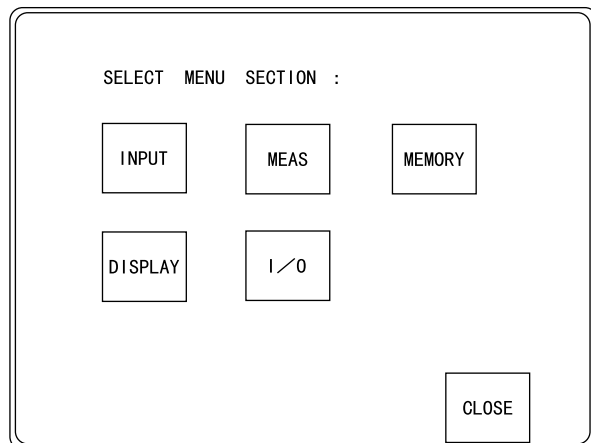 SELECT MENU SECTION :
INPUT MEAS MEMORY
DISPLAY I/O
CLOSE